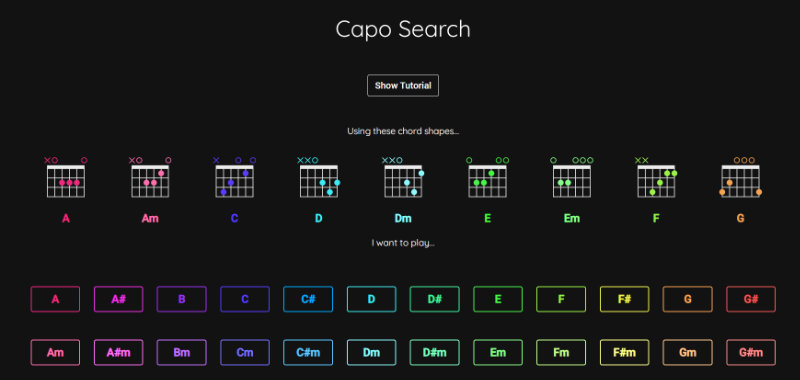 Capo Search
Show Tutorial
Using these chord shapes...
A Am C D Dm E Em F G
I want to play...
A A# B C C# D D# E F F# G G#
Am A#m Bm Cm C#m Dm D#m Em Fm F#m Gm G#m